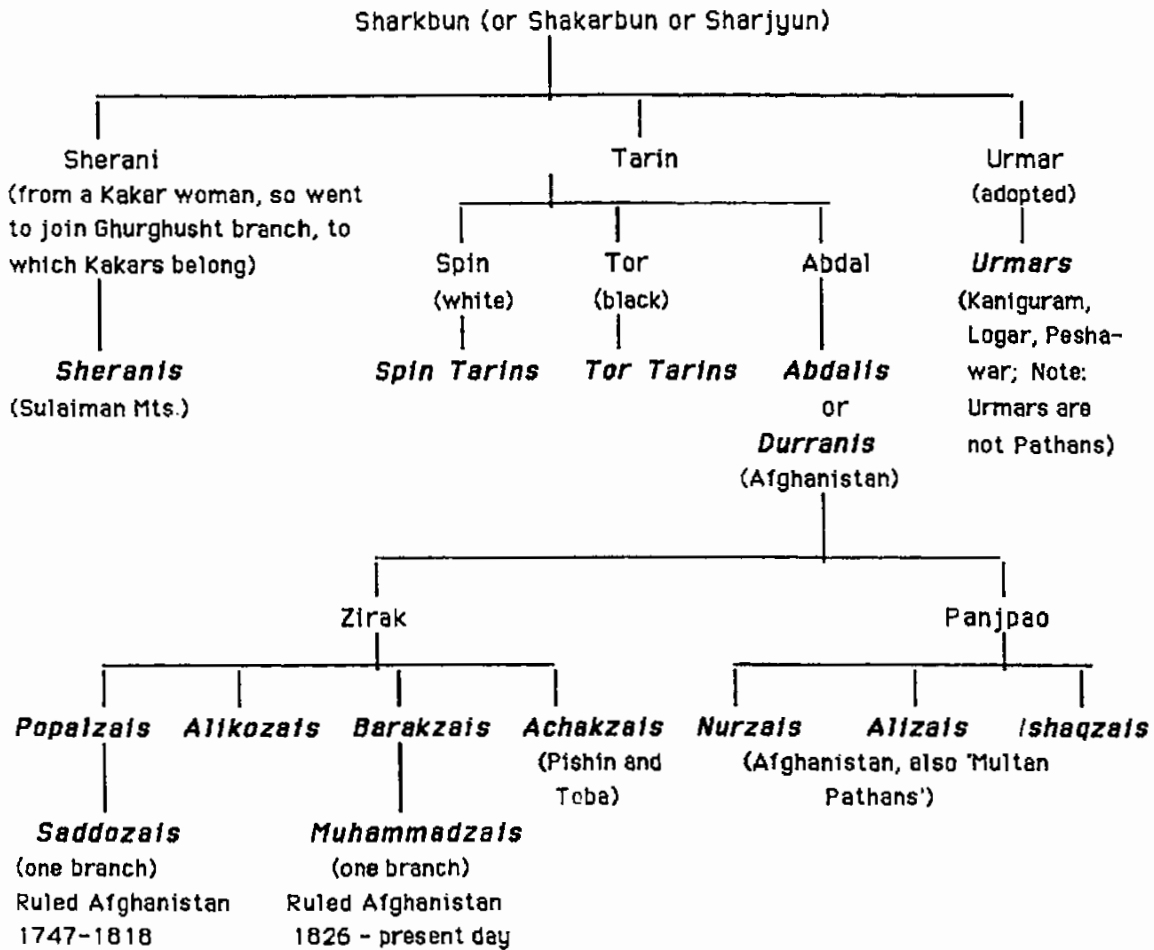 Sharkbun (or Shakarbun or Sharjyun)
Sherani
(from a Kakar woman, so went
to join Ghurghusht branch, to
which Kakars belong)
Sheranis
(Sulaiman Mts.)
Tarin
Spin
(white)
Spin Tarins
Tor
(black)
Tor Tarins
Abdal
Abdalis
or
Durranis
(Afghanistan)
Urmar
(adopted)
Urmars
(Kaniguram,
Logar, Pesha-
war; Note:
Urmars are
not Pathans)
Zirak
Panjpao
Popalzais
Alikozais
Barakzais
Achakzais
(Pishin and
Toba)
Nurzais
Alizais
Ishaqzais
(Afghanistan, also 'Multan
Pathans')
Saddozais
(one branch)
Ruled Afghanistan
1747-1818
Muhammadzais
(one branch)
Ruled Afghanistan
1826 - present day